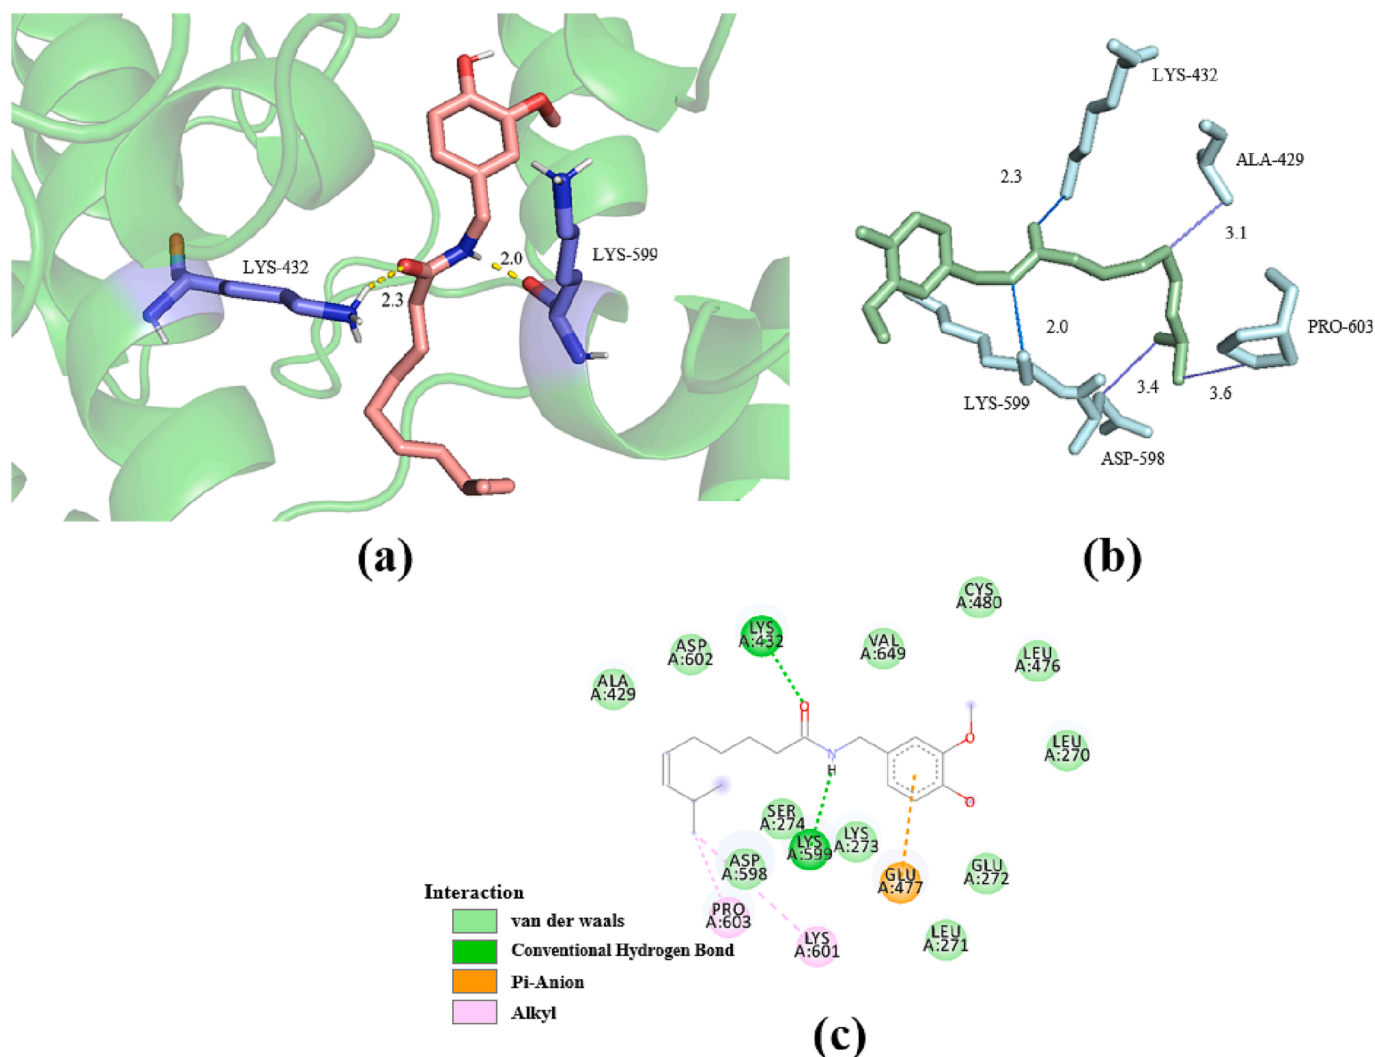 LYS-432
2.3
2.0
LYS-599
(a)
LYS-432
2.3
ALA-429
3.1
PRO-603
2.0
LYS-599
3.4
3.6
ASP-598
(b)
CYS
A:480
LYS
A:432
ASP
A:602
VAL
A:649
LEU
A:476
ALA
A:429
O
O
N
H
O
LEU
A:270
SER
A:274
LYS
A:599
LYS
A:273
ASP
A:598
GLU
A:477
GLU
A:272
PRO
A:603
LYS
A:601
LEU
A:271
Interaction
van der waals
Conventional Hydrogen Bond
Pi-Anion
Alkyl
(c)